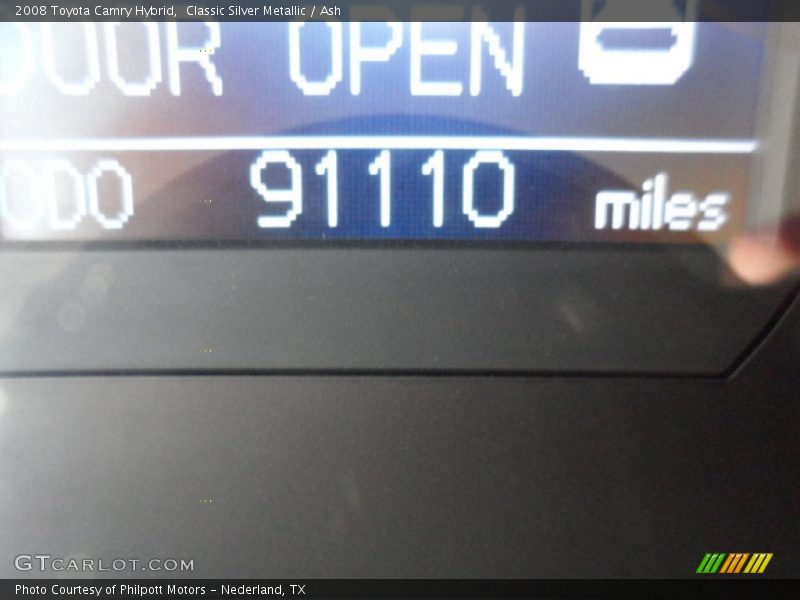 2008 Toyota Camry Hybrid,  Classic Silver Metallic / Ash
DOOR OPEN
ODO 91110 miles
GTCARLOT.COM
Photo Courtesy of Philpott Motors - Nederland, TX